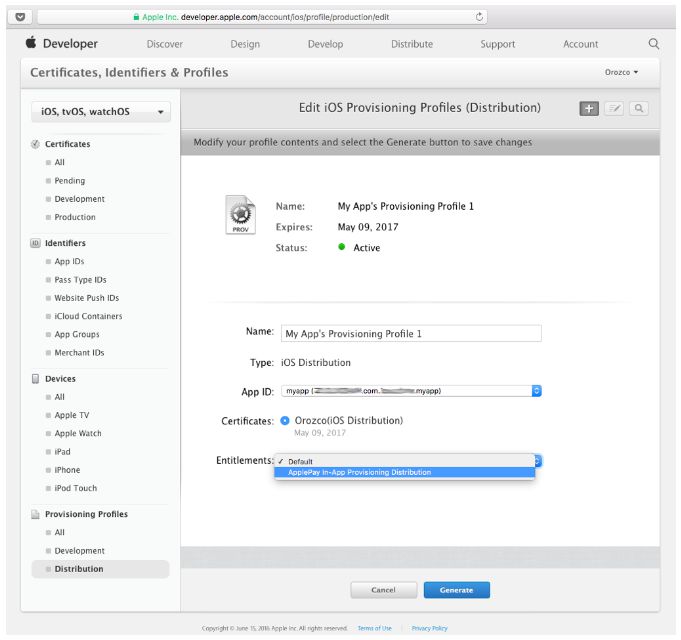 Apple Inc. developer.apple.com/account/ios/profile/production/edit
Developer Discover Design Develop Distribute Support Account
Certificates, Identifiers & Profiles Orozco
iOS, tvOS, watchOS
Certificates
All
Pending
Development
Production
Identifiers
App IDs
Pass Type IDs
Website Push IDs
iCloud Containers
App Groups
Merchant IDs
Devices
All
Apple TV
Apple Watch
iPad
iPhone
iPod Touch
Provisioning Profiles
All
Development
Distribution
Edit iOS Provisioning Profiles (Distribution)
Modify your profile contents and select the Generate button to save changes
PROV
Name: My App's Provisioning Profile 1
Expires: May 09, 2017
Status: Active
Name: My App's Provisioning Profile 1
Type: iOS Distribution
App ID: myapp ( .com. .myapp)
Certificates: Orozco(iOS Distribution)
May 09, 2017
Entitlements: ✓ Default
ApplePay In-App Provisioning Distribution
Cancel Generate
Copyright © June 15, 2016 Apple Inc. All rights reserved. Terms of Use | Privacy Policy